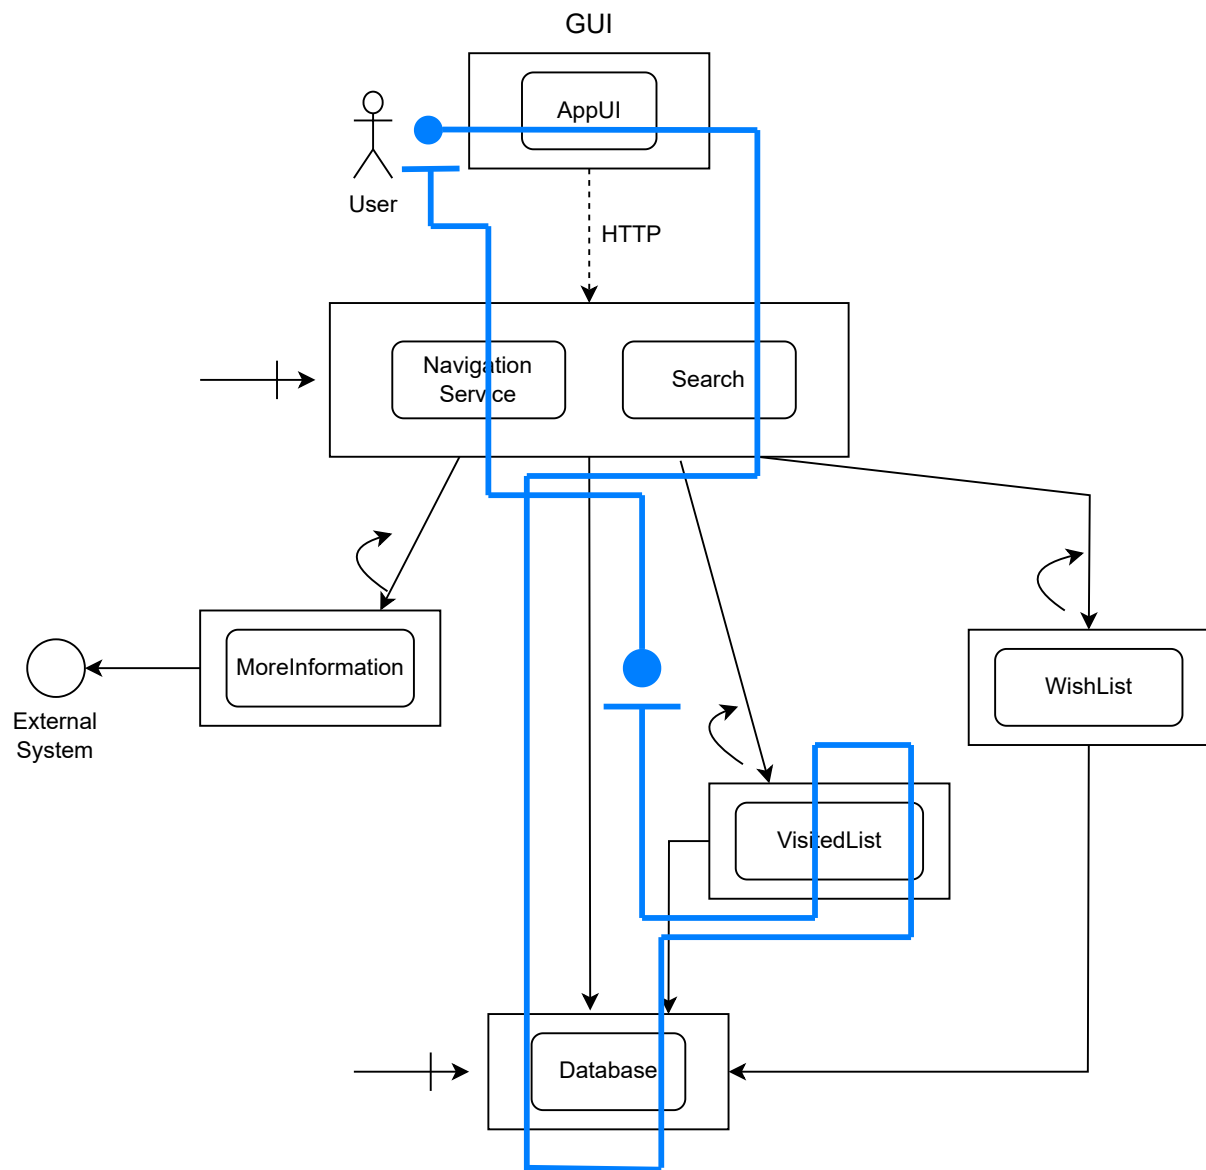 GUI
AppUI
User
HTTP
Navigation
Service
Search
MoreInformation
External
System
WishList
VisitedList
Database